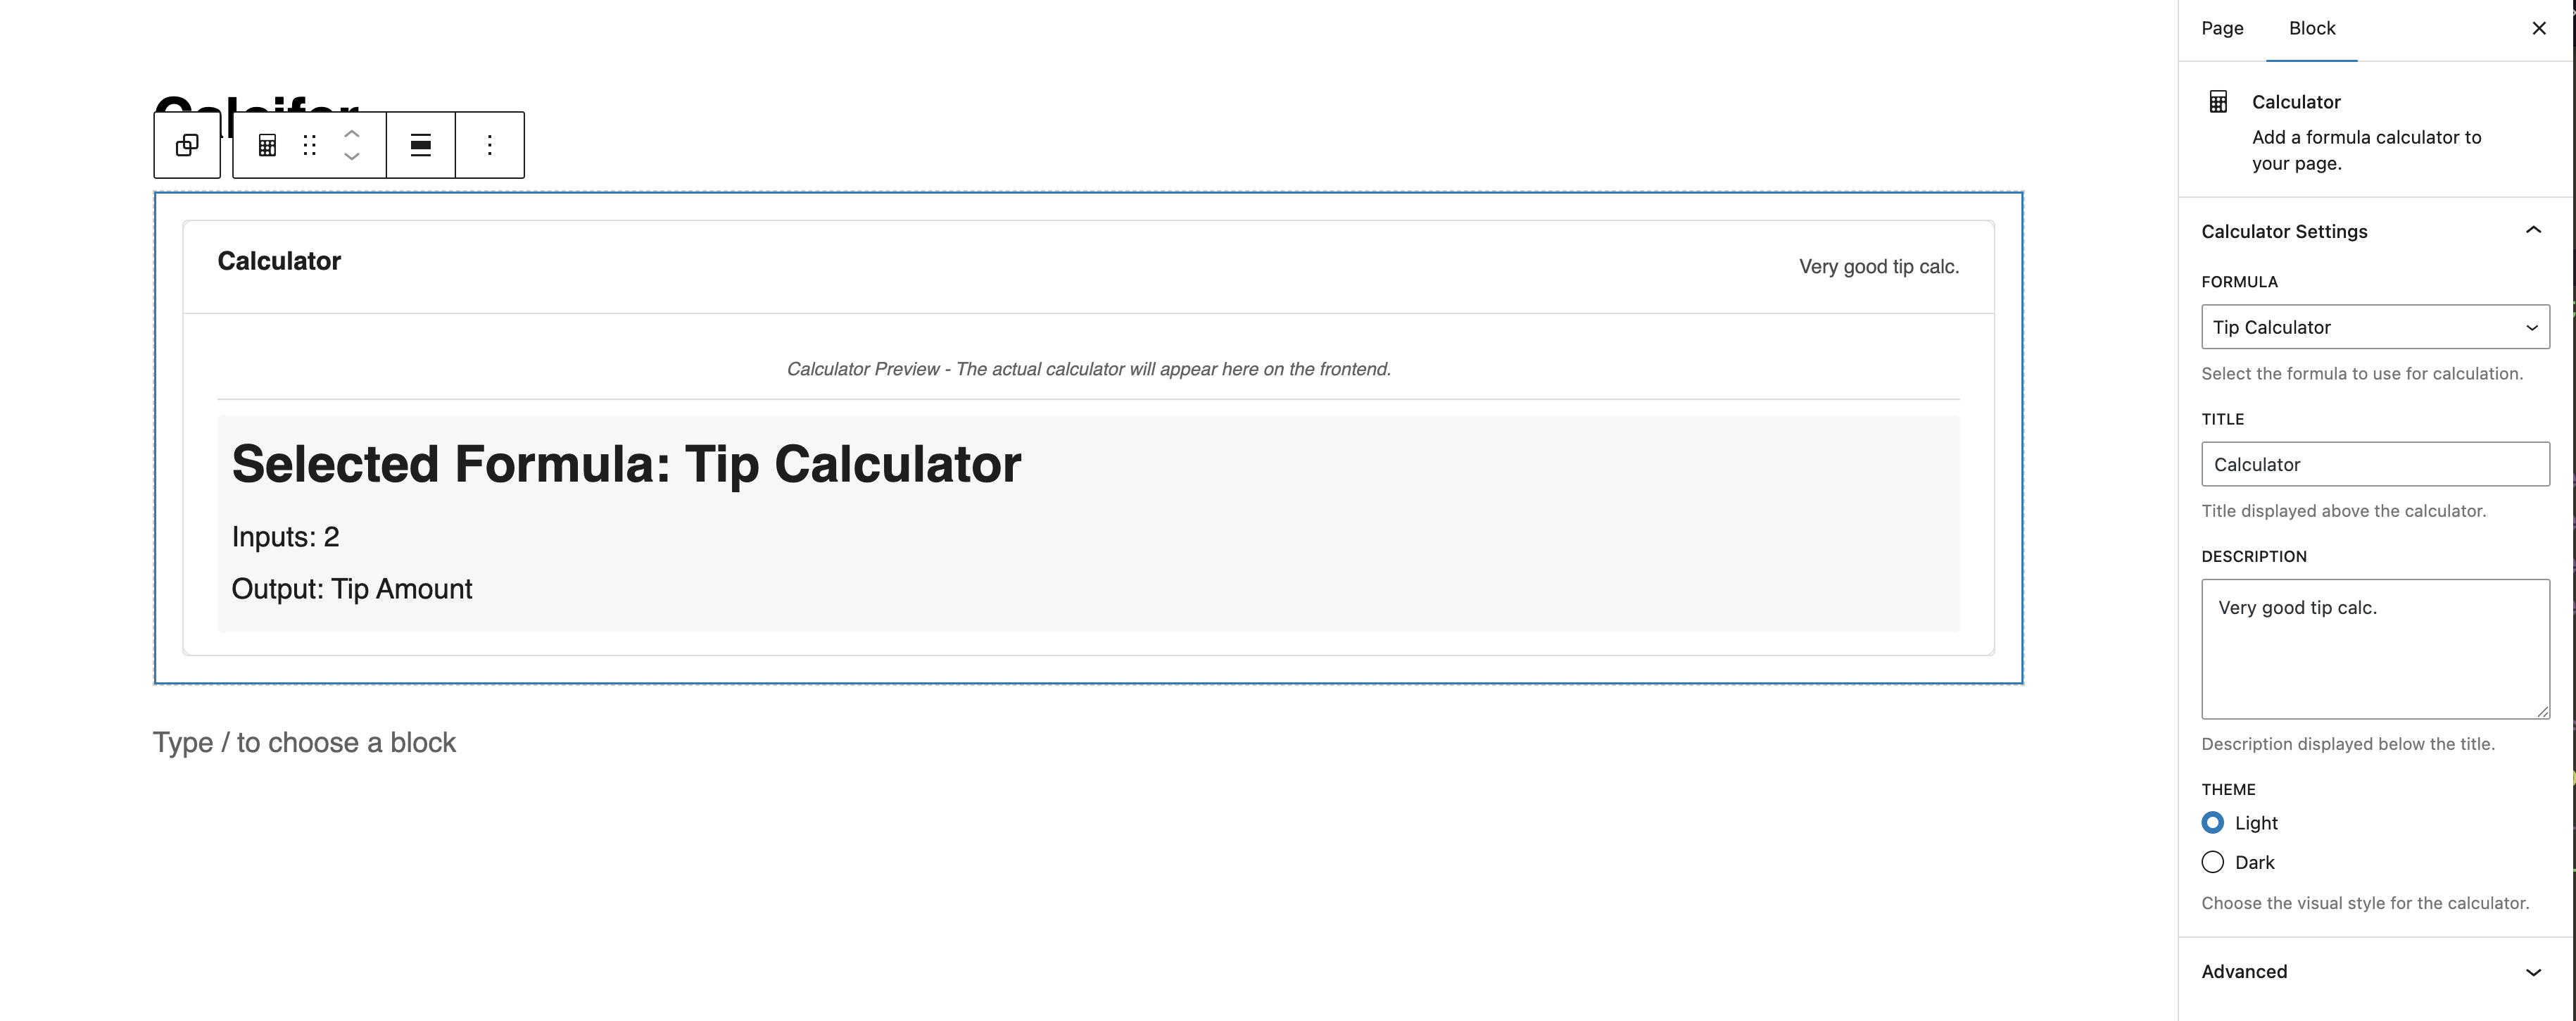 Calcifer
Calculator
Very good tip calc.
Calculator Preview - The actual calculator will appear here on the frontend.
Selected Formula: Tip Calculator
Inputs: 2
Output: Tip Amount
Type / to choose a block
Page
Block
Calculator
Add a formula calculator to
your page.
Calculator Settings
FORMULA
Tip Calculator
Select the formula to use for calculation.
TITLE
Calculator
Title displayed above the calculator.
DESCRIPTION
Very good tip calc.
Description displayed below the title.
THEME
Light
Dark
Choose the visual style for the calculator.
Advanced